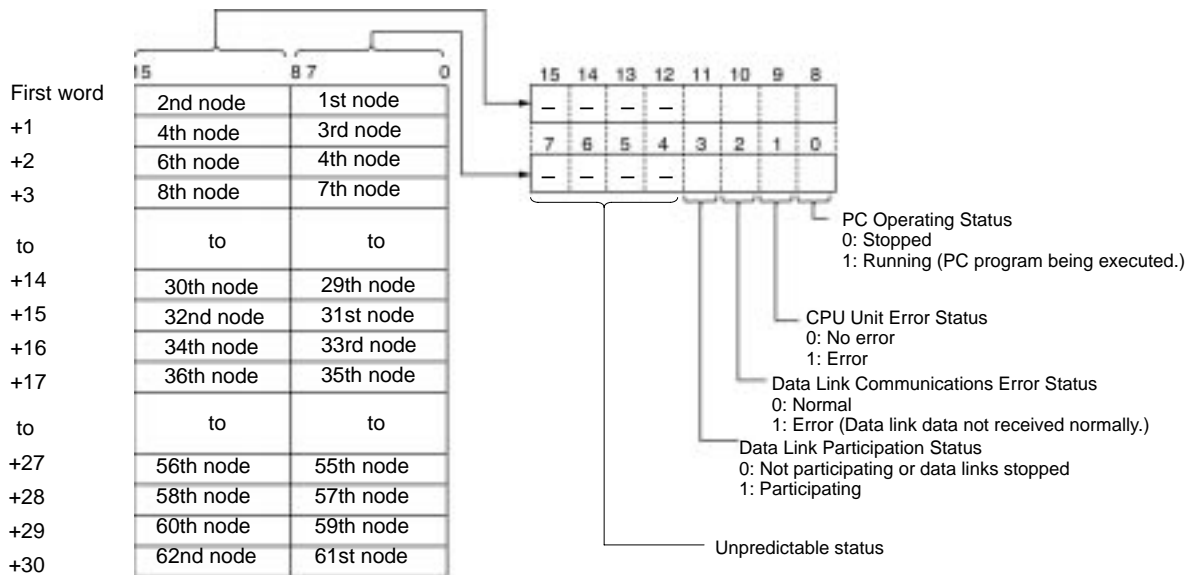 15 8 7 0
First word 2nd node 1st node
+1 4th node 3rd node
+2 6th node 4th node
+3 8th node 7th node
to to to
+14 30th node 29th node
+15 32nd node 31st node
+16 34th node 33rd node
+17 36th node 35th node
to to to
+27 56th node 55th node
+28 58th node 57th node
+29 60th node 59th node
+30 62nd node 61st node
15 14 13 12 11 10 9 8
– – – –
7 6 5 4 3 2 1 0
– – – –
PC Operating Status
0: Stopped
1: Running (PC program being executed.)
CPU Unit Error Status
0: No error
1: Error
Data Link Communications Error Status
0: Normal
1: Error (Data link data not received normally.)
Data Link Participation Status
0: Not participating or data links stopped
1: Participating
Unpredictable status